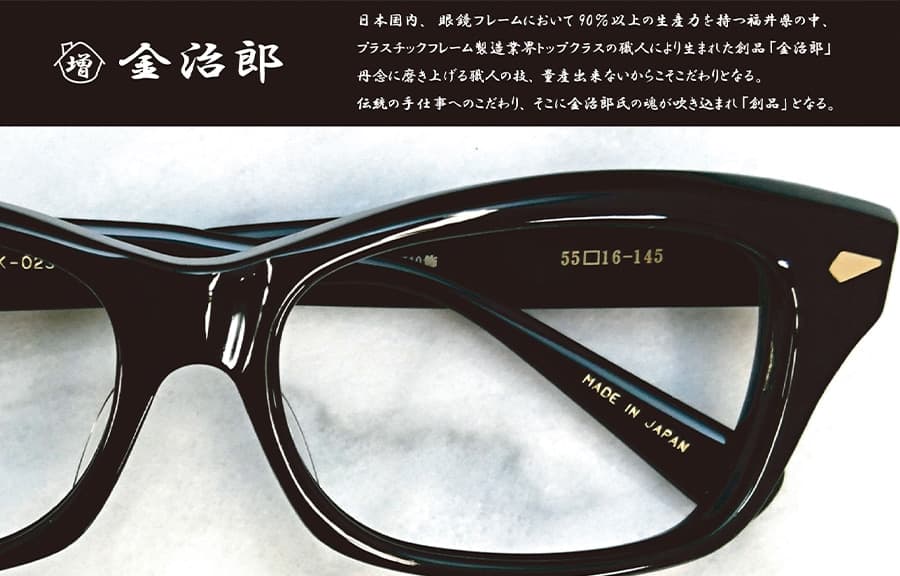 増 金治郎
日本国内、眼鏡フレームにおいて90%以上の生産力を持つ福井県の中、
プラスチックフレーム製造業界トップクラスの職人により生まれた創品「金治郎」
丹念に磨き上げる職人の技、量産出来ないからこそこだわりとなる。
伝統の手仕事へのこだわり、そこに金治郎氏の魂が吹き込まれ「創品」となる。
55□16-145
MADE IN JAPAN